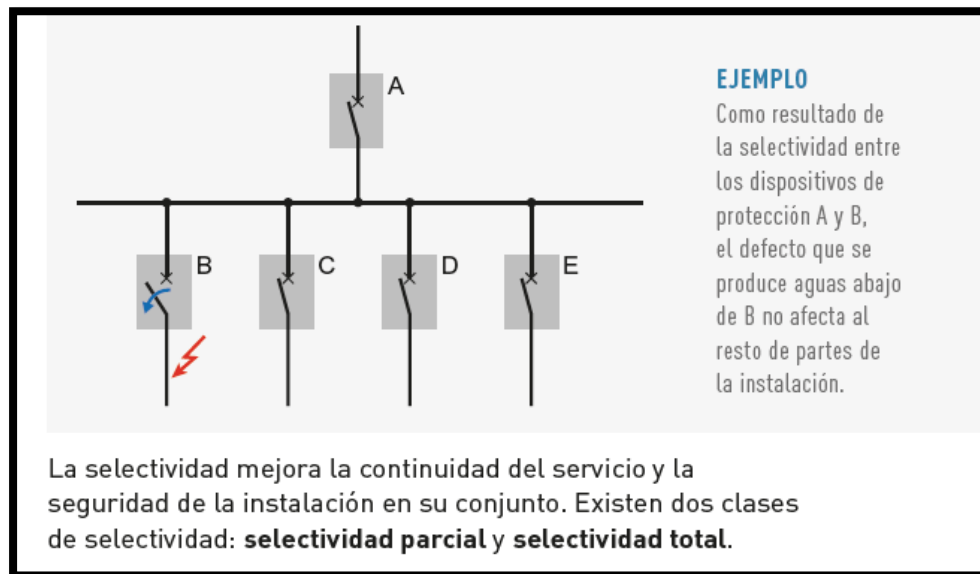 A
B
C
D
E
EJEMPLO
Como resultado de
la selectividad entre
los dispositivos de
protección A y B,
el defecto que se
produce aguas abajo
de B no afecta al
resto de partes de
la instalación.
La selectividad mejora la continuidad del servicio y la
seguridad de la instalación en su conjunto. Existen dos clases
de selectividad: selectividad parcial y selectividad total.